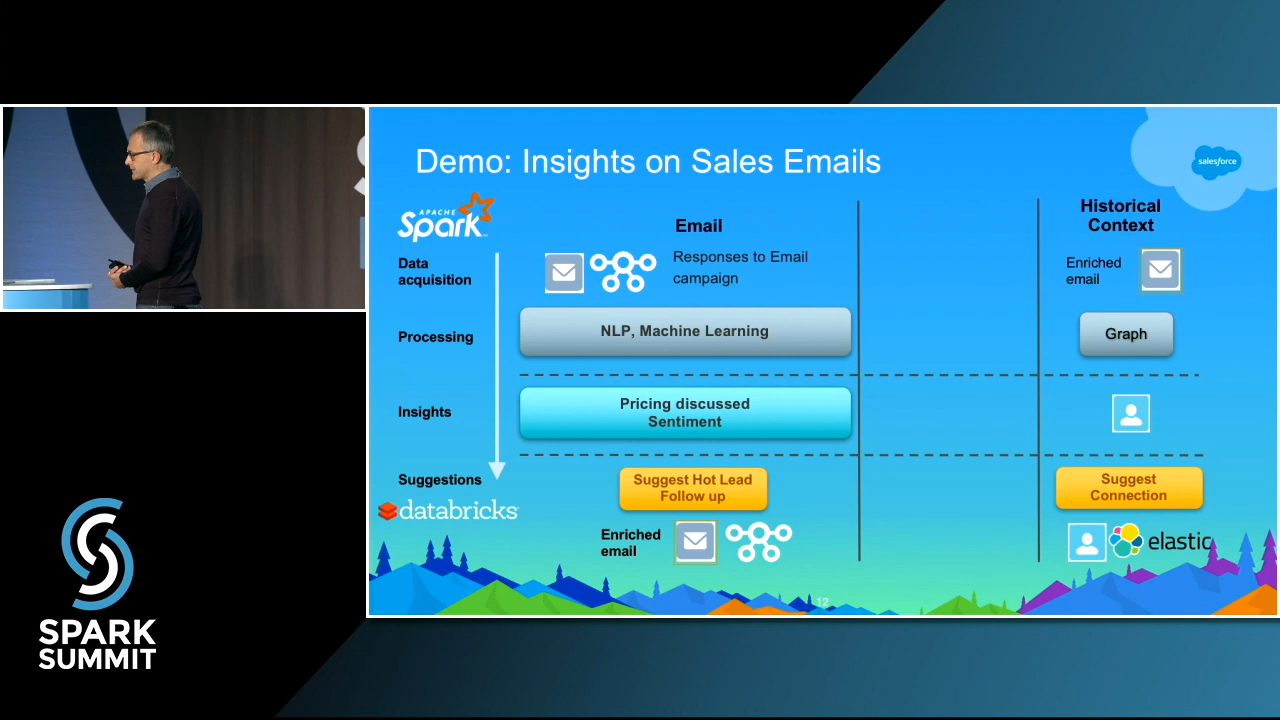 Demo: Insights on Sales Emails
salesforce
APACHE
Spark
Email
Historical
Context
Data
acquisition
Responses to Email
campaign
Enriched
email
Processing
NLP, Machine Learning
Graph
Insights
Pricing discussed
Sentiment
Suggestions
Suggest Hot Lead
Follow up
Suggest
Connection
databricks
Enriched
email
elastic
12
SPARK
SUMMIT